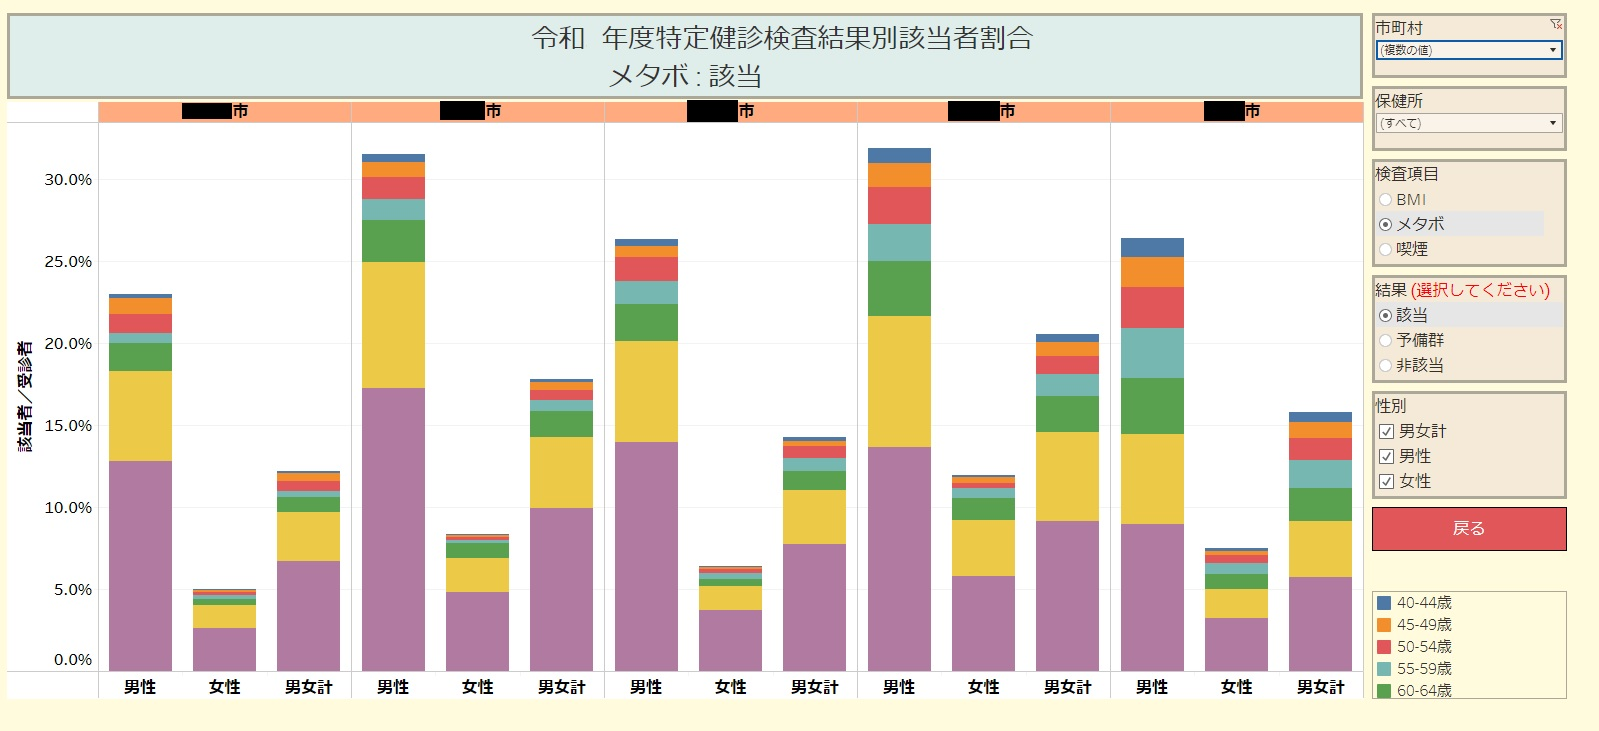 令和 年度特定健診検査結果別該当者割合
メタボ : 該当
市 市 市 市 市
該当者／受診者
30.0%
25.0%
20.0%
15.0%
10.0%
5.0%
0.0%
男性 女性 男女計 男性 女性 男女計 男性 女性 男女計 男性 女性 男女計 男性 女性 男女計
市町村
(複数の値)
保健所
(すべて)
検査項目
BMI
メタボ
喫煙
結果 (選択してください)
該当
予備群
非該当
性別
男女計
男性
女性
戻る
40-44歳
45-49歳
50-54歳
55-59歳
60-64歳